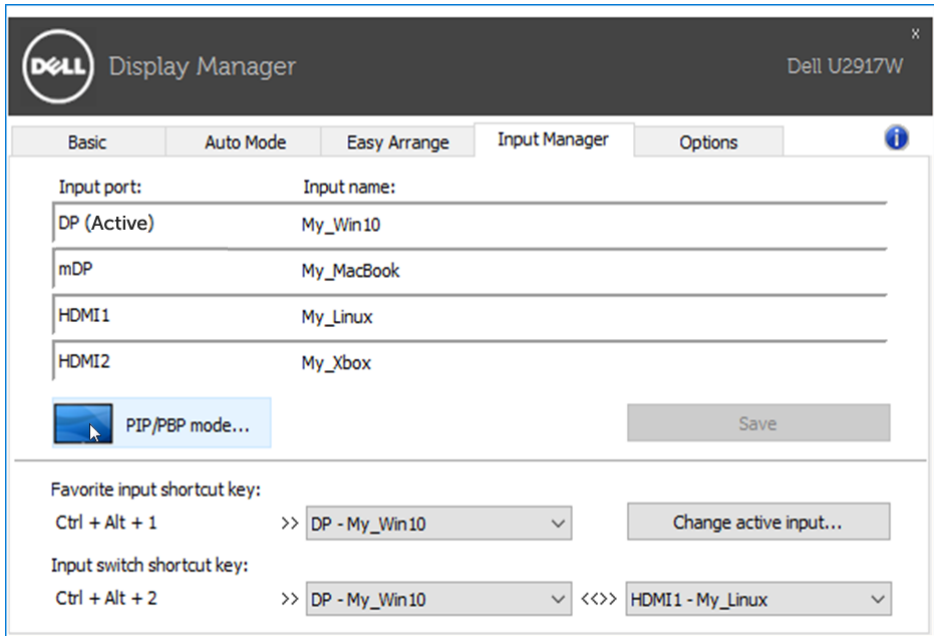 x
DELL Display Manager Dell U2917W
Basic Auto Mode Easy Arrange Input Manager Options i
Input port: Input name:
DP (Active) My_Win10
mDP My_MacBook
HDMI1 My_Linux
HDMI2 My_Xbox
PIP/PBP mode... Save
Favorite input shortcut key:
Ctrl + Alt + 1 >> DP - My_Win10 Change active input...
Input switch shortcut key:
Ctrl + Alt + 2 >> DP - My_Win10 <<>> HDMI1 - My_Linux